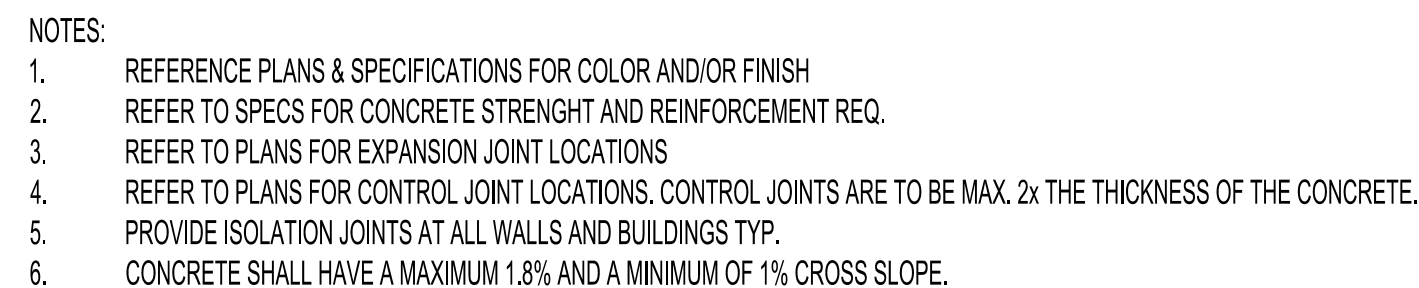 NOTES:
1. REFERENCE PLANS & SPECIFICATIONS FOR COLOR AND/OR FINISH
2. REFER TO SPECS FOR CONCRETE STRENGHT AND REINFORCEMENT REQ.
3. REFER TO PLANS FOR EXPANSION JOINT LOCATIONS
4. REFER TO PLANS FOR CONTROL JOINT LOCATIONS. CONTROL JOINTS ARE TO BE MAX. 2x THE THICKNESS OF THE CONCRETE.
5. PROVIDE ISOLATION JOINTS AT ALL WALLS AND BUILDINGS TYP.
6. CONCRETE SHALL HAVE A MAXIMUM 1.8% AND A MINIMUM OF 1% CROSS SLOPE.